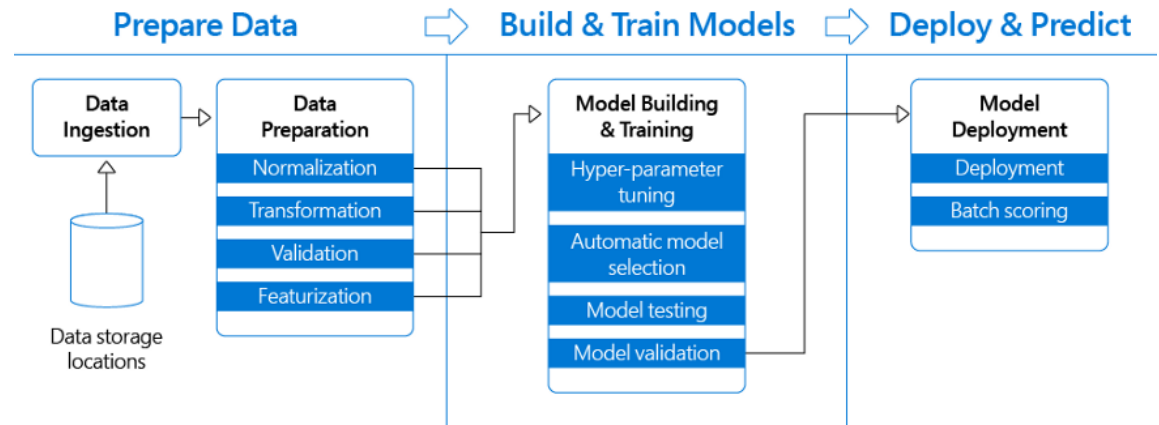 Prepare Data
Build & Train Models
Deploy & Predict
Data
Ingestion
Data storage
locations
Data
Preparation
Normalization
Transformation
Validation
Featurization
Model Building
& Training
Hyper-parameter
tuning
Automatic model
selection
Model testing
Model validation
Model
Deployment
Deployment
Batch scoring